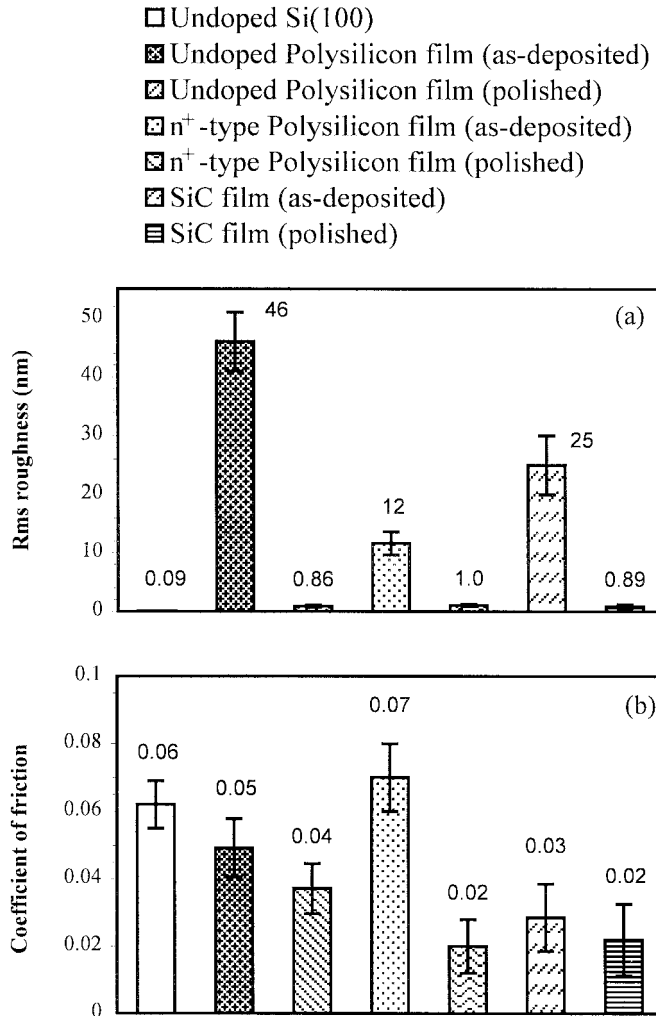 Undoped Si(100)
Undoped Polysilicon film (as-deposited)
Undoped Polysilicon film (polished)
n⁺-type Polysilicon film (as-deposited)
n⁺-type Polysilicon film (polished)
SiC film (as-deposited)
SiC film (polished)
(a)
Rms roughness (nm)
50
40
30
20
10
0
0.09
46
0.86
12
1.0
25
0.89
(b)
Coefficient of friction
0.1
0.08
0.06
0.04
0.02
0
0.06
0.05
0.04
0.07
0.02
0.03
0.02